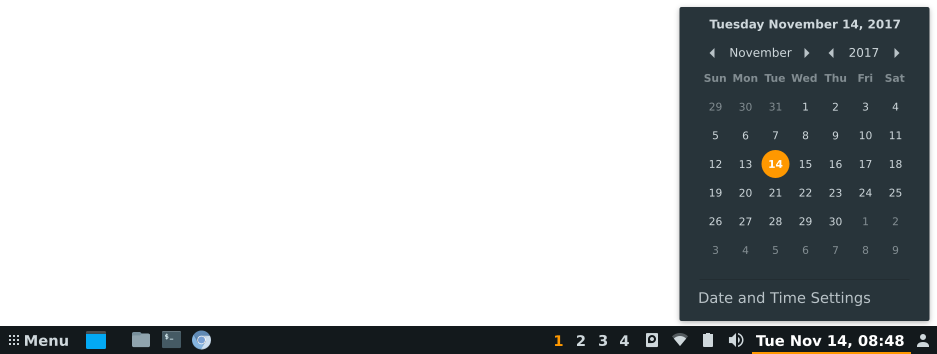 Tuesday November 14, 2017
November 2017
Sun Mon Tue Wed Thu Fri Sat
29 30 31 1 2 3 4
5 6 7 8 9 10 11
12 13 14 15 16 17 18
19 20 21 22 23 24 25
26 27 28 29 30 1 2
3 4 5 6 7 8 9
Date and Time Settings
Menu $- 1 2 3 4 Tue Nov 14, 08:48